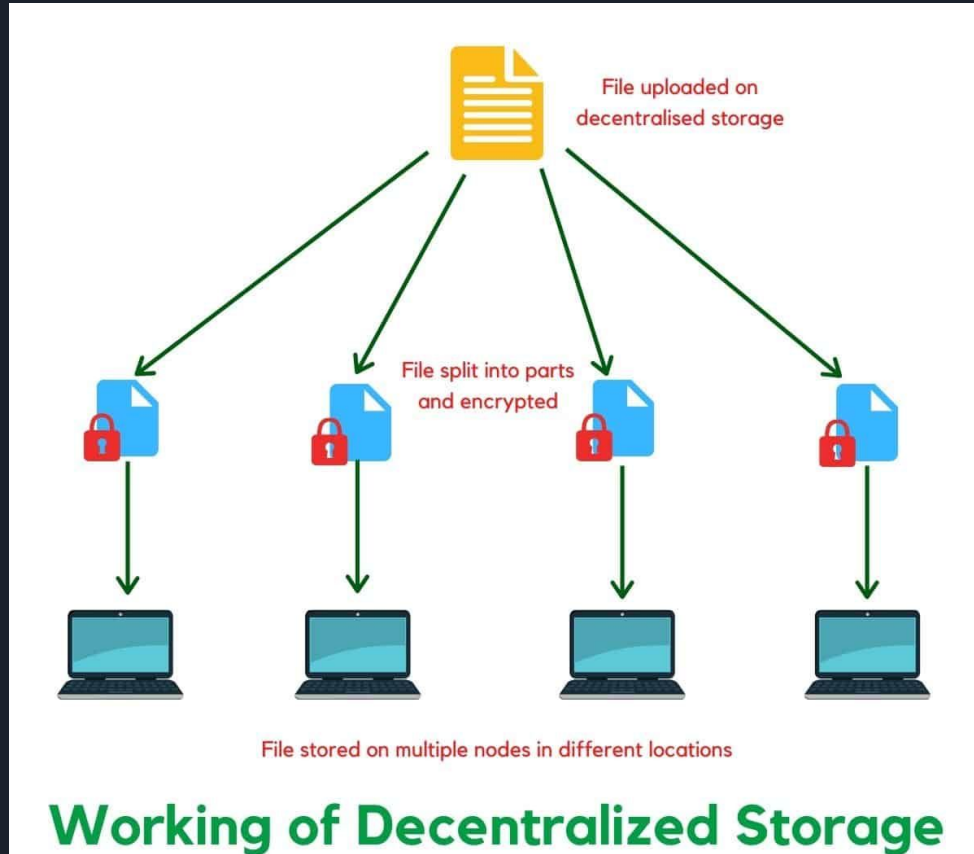 File uploaded on
decentralised storage
File split into parts
and encrypted
File stored on multiple nodes in different locations
Working of Decentralized Storage